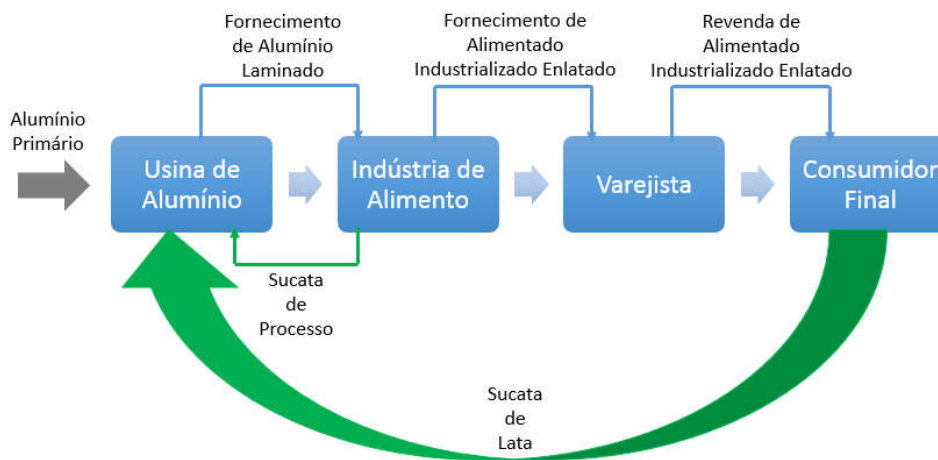 Fornecimento
de Alumínio
Laminado
Fornecimento de
Alimentado
Industrializado Enlatado
Revenda de
Alimentado
Industrializado Enlatado
Alumínio
Primário
Usina de
Alumínio
Indústria de
Alimento
Varejista
Consumidor
Final
Sucata
de
Processo
Sucata
de
Lata